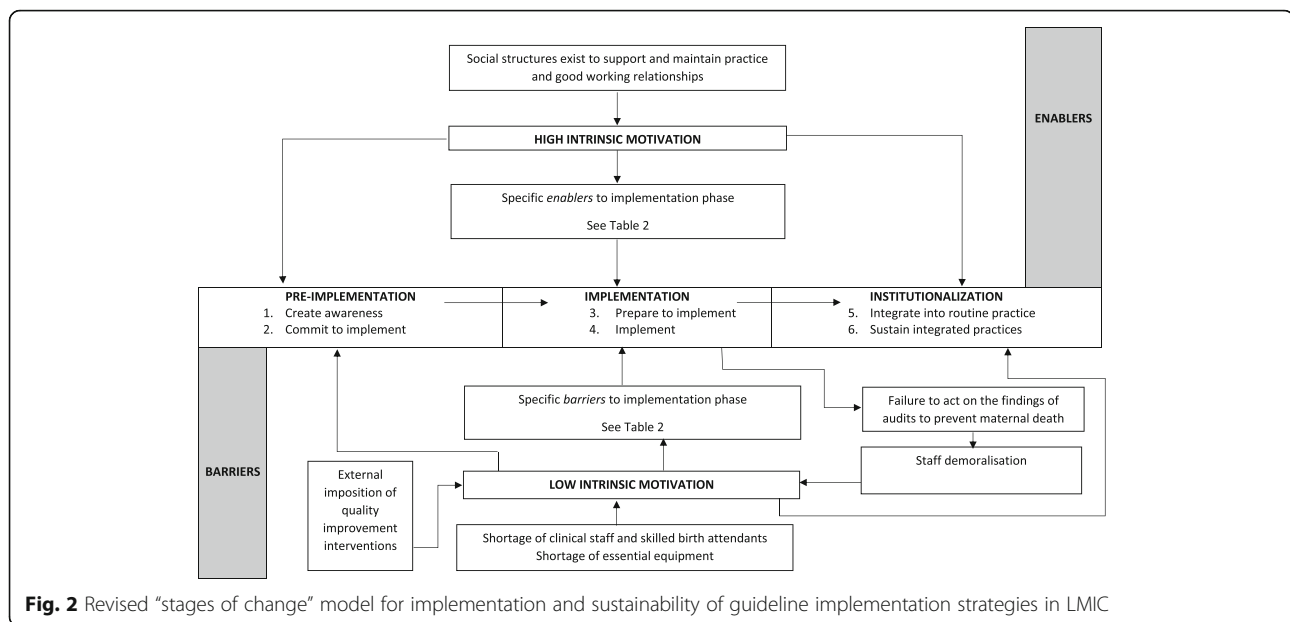 Social structures exist to support and maintain practice
and good working relationships
ENABLERS
HIGH INTRINSIC MOTIVATION
Specific enablers to implementation phase
See Table 2
PRE-IMPLEMENTATION
1. Create awareness
2. Commit to implement
IMPLEMENTATION
3. Prepare to implement
4. Implement
INSTITUTIONALIZATION
5. Integrate into routine practice
6. Sustain integrated practices
BARRIERS
Specific barriers to implementation phase
See Table 2
Failure to act on the findings of
audits to prevent maternal death
Staff demoralisation
External
imposition of
quality
improvement
interventions
LOW INTRINSIC MOTIVATION
Shortage of clinical staff and skilled birth attendants
Shortage of essential equipment
Fig. 2 Revised “stages of change” model for implementation and sustainability of guideline implementation strategies in LMIC